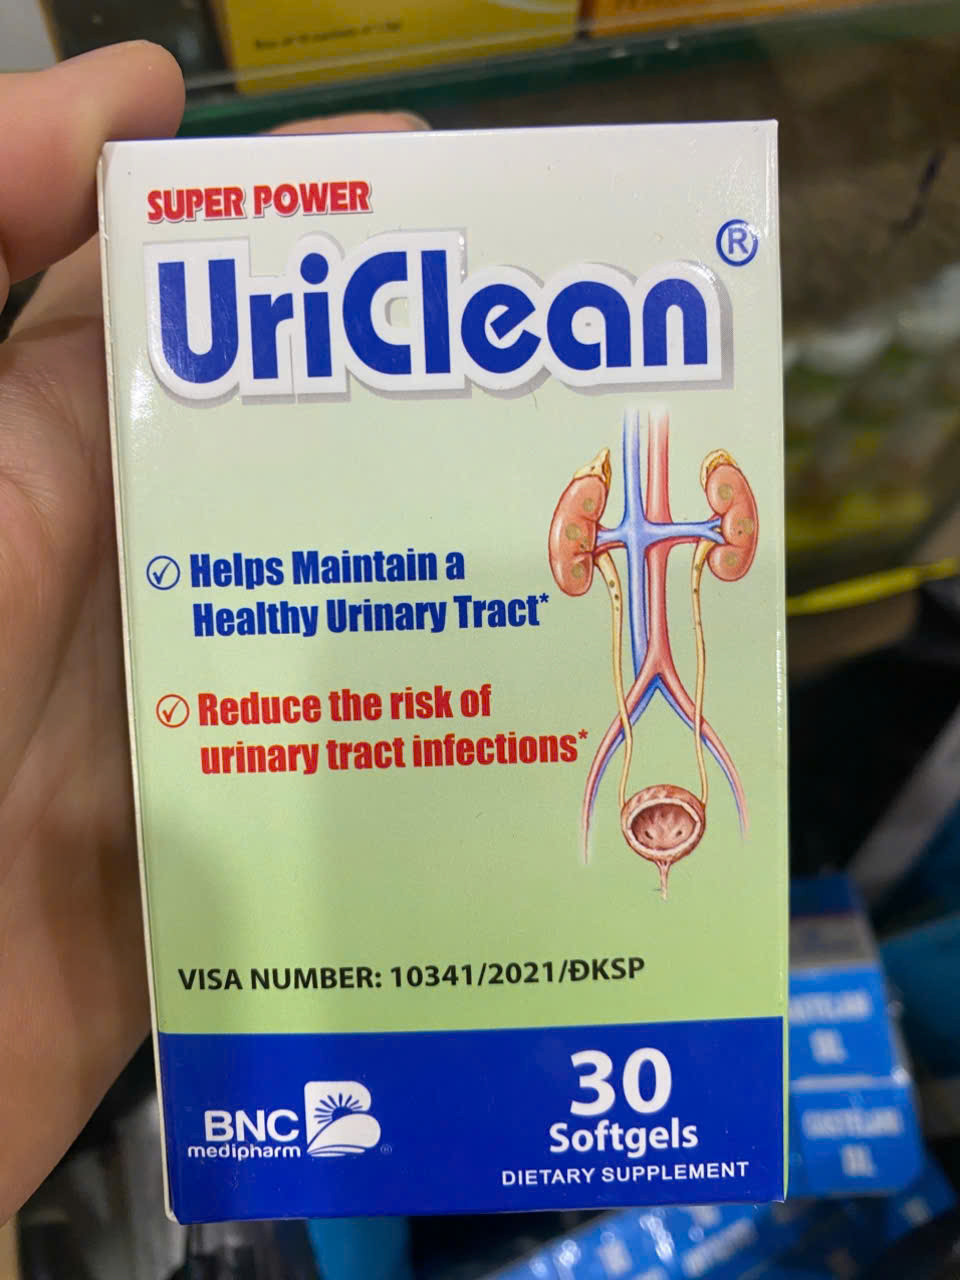 SUPER POWER
UriClean®
Helps Maintain a
Healthy Urinary Tract*
Reduce the risk of
urinary tract infections*
VISA NUMBER: 10341/2021/ĐKSP
BNC
medipharm
®
30
Softgels
DIETARY SUPPLEMENT